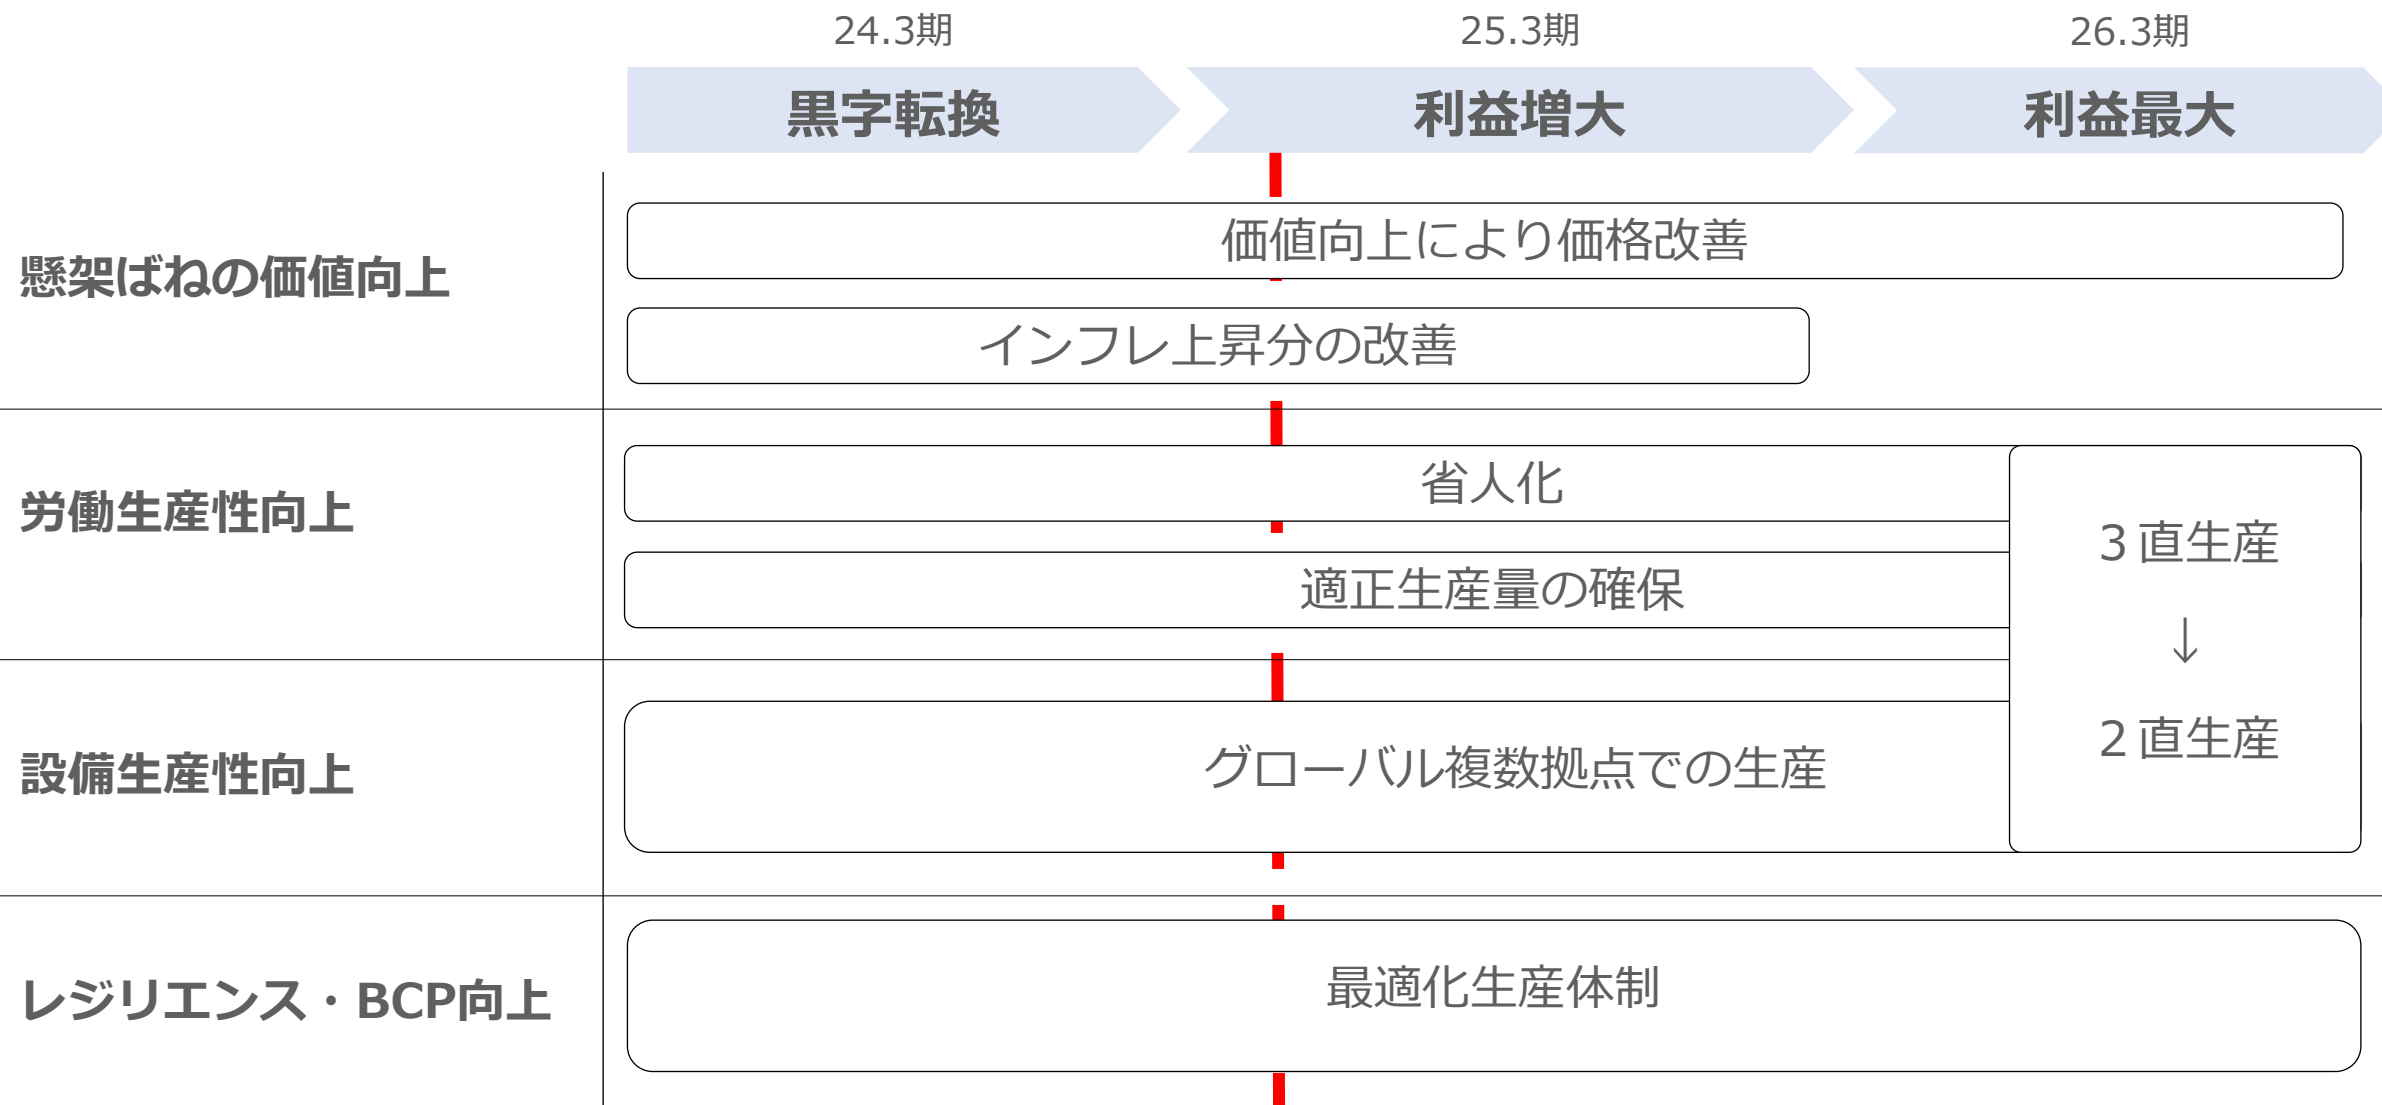 24.3期
25.3期
26.3期
黒字転換
利益増大
利益最大
懸架ばねの価値向上
価値向上により価格改善
インフレ上昇分の改善
労働生産性向上
省人化
適正生産量の確保
3直生産
↓
2直生産
設備生産性向上
グローバル複数拠点での生産
レジリエンス・BCP向上
最適化生産体制